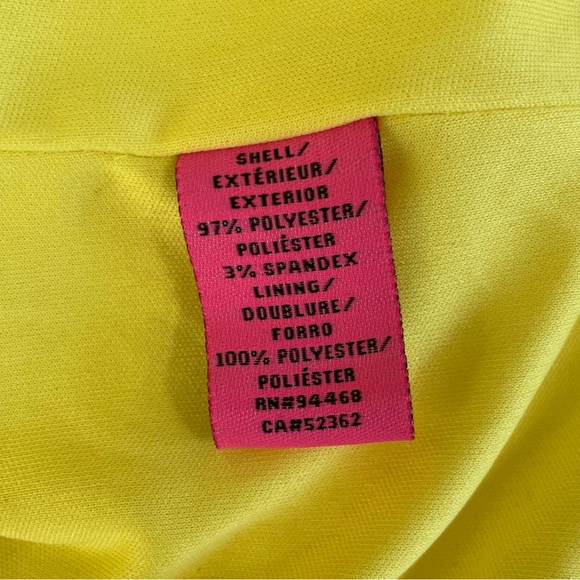 SHELL/
EXTÉRIEUR/
EXTERIOR
97% POLYESTER/
POLIÉSTER
3% SPANDEX
LINING/
DOUBLURE/
FORRO
100% POLYESTER/
POLIÉSTER
RN#94468
CA#52362